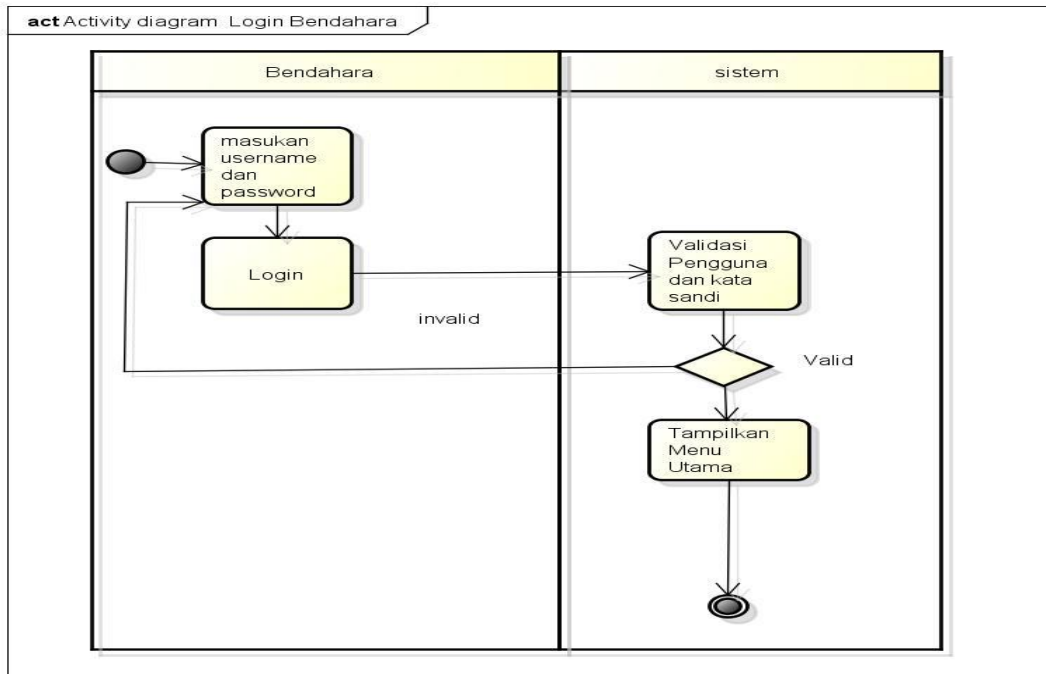 act Activity diagram Login Bendahara
Bendahara
sistem
masukan
username
dan
password
Login
Validasi
Pengguna
dan kata
sandi
invalid
Valid
Tampilkan
Menu
Utama